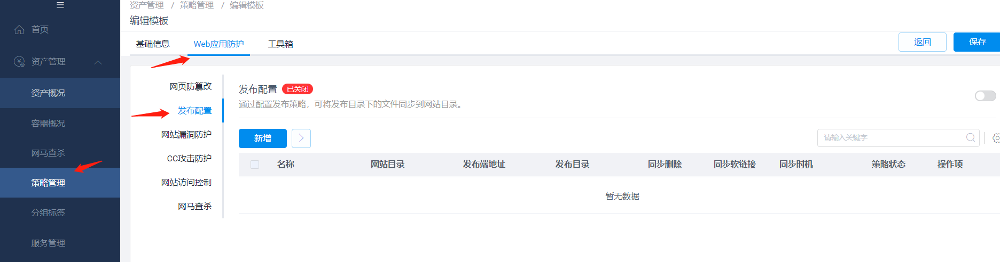 首页
资产管理
资产概况
容器概况
网马查杀
策略管理
分组标签
服务管理
资产管理 / 策略管理 / 编辑模板
编辑模板
基础信息 Web应用防护 工具箱
返回 保存
网页防篡改
发布配置
网站漏洞防护
CC攻击防护
网站访问控制
网马查杀
发布配置 已关闭
通过配置发布策略，可将发布目录下的文件同步到网站目录。
新增 请输入关键字
名称 网站目录 发布端地址 发布目录 同步删除 同步软链接 同步时机 策略状态 操作项
暂无数据